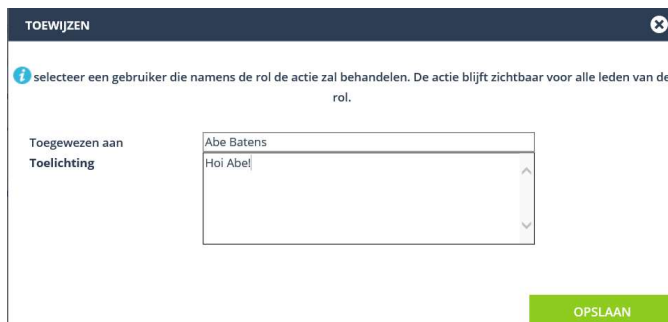 TOEWIJZEN
selecteer een gebruiker die namens de rol de actie zal behandelen. De actie blijft zichtbaar voor alle leden van de
rol.
Toegewezen aan Abe Batens
Toelichting Hoi Abe!
OPSLAAN